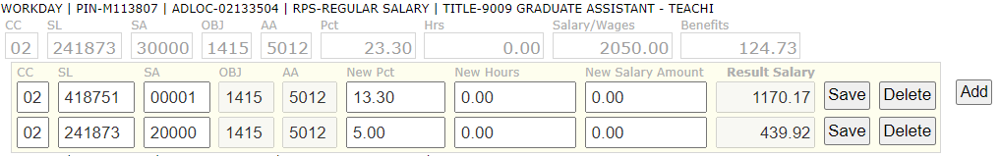 WORKDAY | PIN-M113807 | ADLOC-02133504 | RPS-REGULAR SALARY | TITLE-9009 GRADUATE ASSISTANT - TEACHI
CC SL SA OBJ AA Pct Hrs Salary/Wages Benefits
02 241873 30000 1415 5012 23.30 0.00 2050.00 124.73
CC SL SA OBJ AA New Pct New Hours New Salary Amount Result Salary
02 418751 00001 1415 5012 13.30 0.00 0.00 1170.17 Save Delete Add
02 241873 20000 1415 5012 5.00 0.00 0.00 439.92 Save Delete